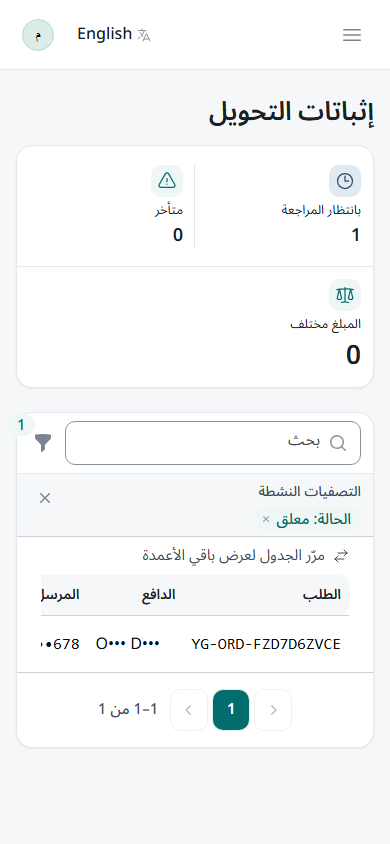 English م
إثباتات التحويل
بانتظار المراجعة
1
متأخر
0
المبلغ مختلف
0
بحث
1
التصفيات النشطة
الحالة: معلق ×
مرّر الجدول لعرض باقي الأعمدة
الطلب الدافع المرسل
YG-ORD-FZD7D6ZVCE O••• D••• ••678
1
1–1 من 1